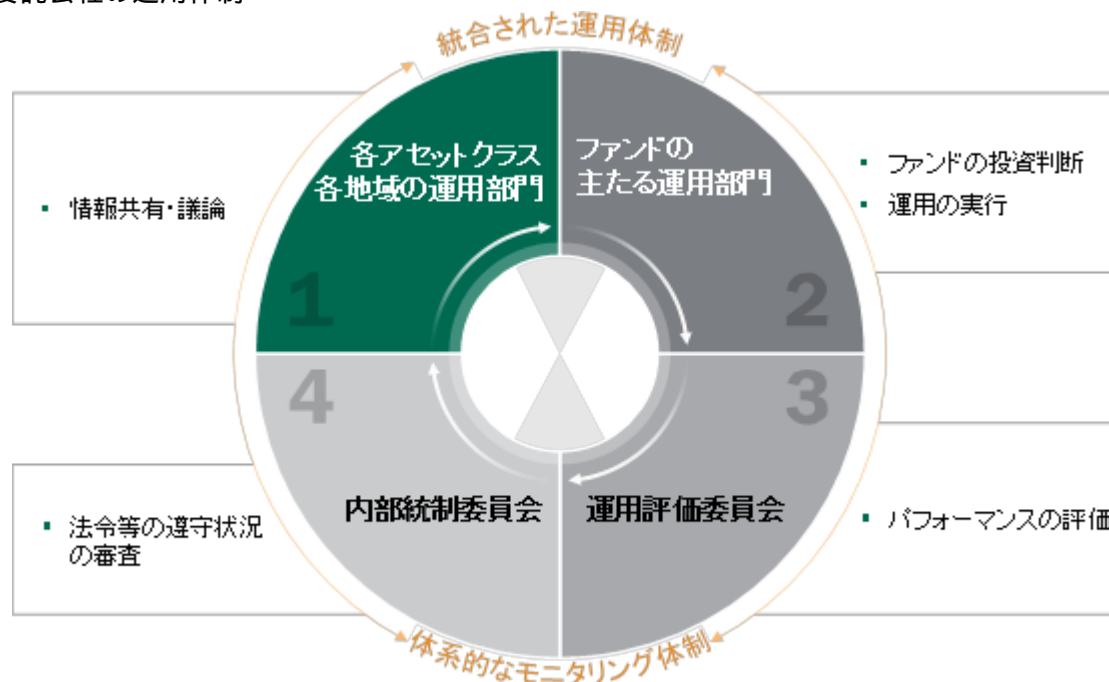 統合された運用体制
各アセットクラス
各地域の運用部門
ファンドの
主たる運用部門
• 情報共有・議論
• ファンドの投資判断
• 運用の実行
1
2
4
3
内部統制委員会
運用評価委員会
• 法令等の遵守状況
の審査
• パフォーマンスの評価
体系的なモニタリング体制